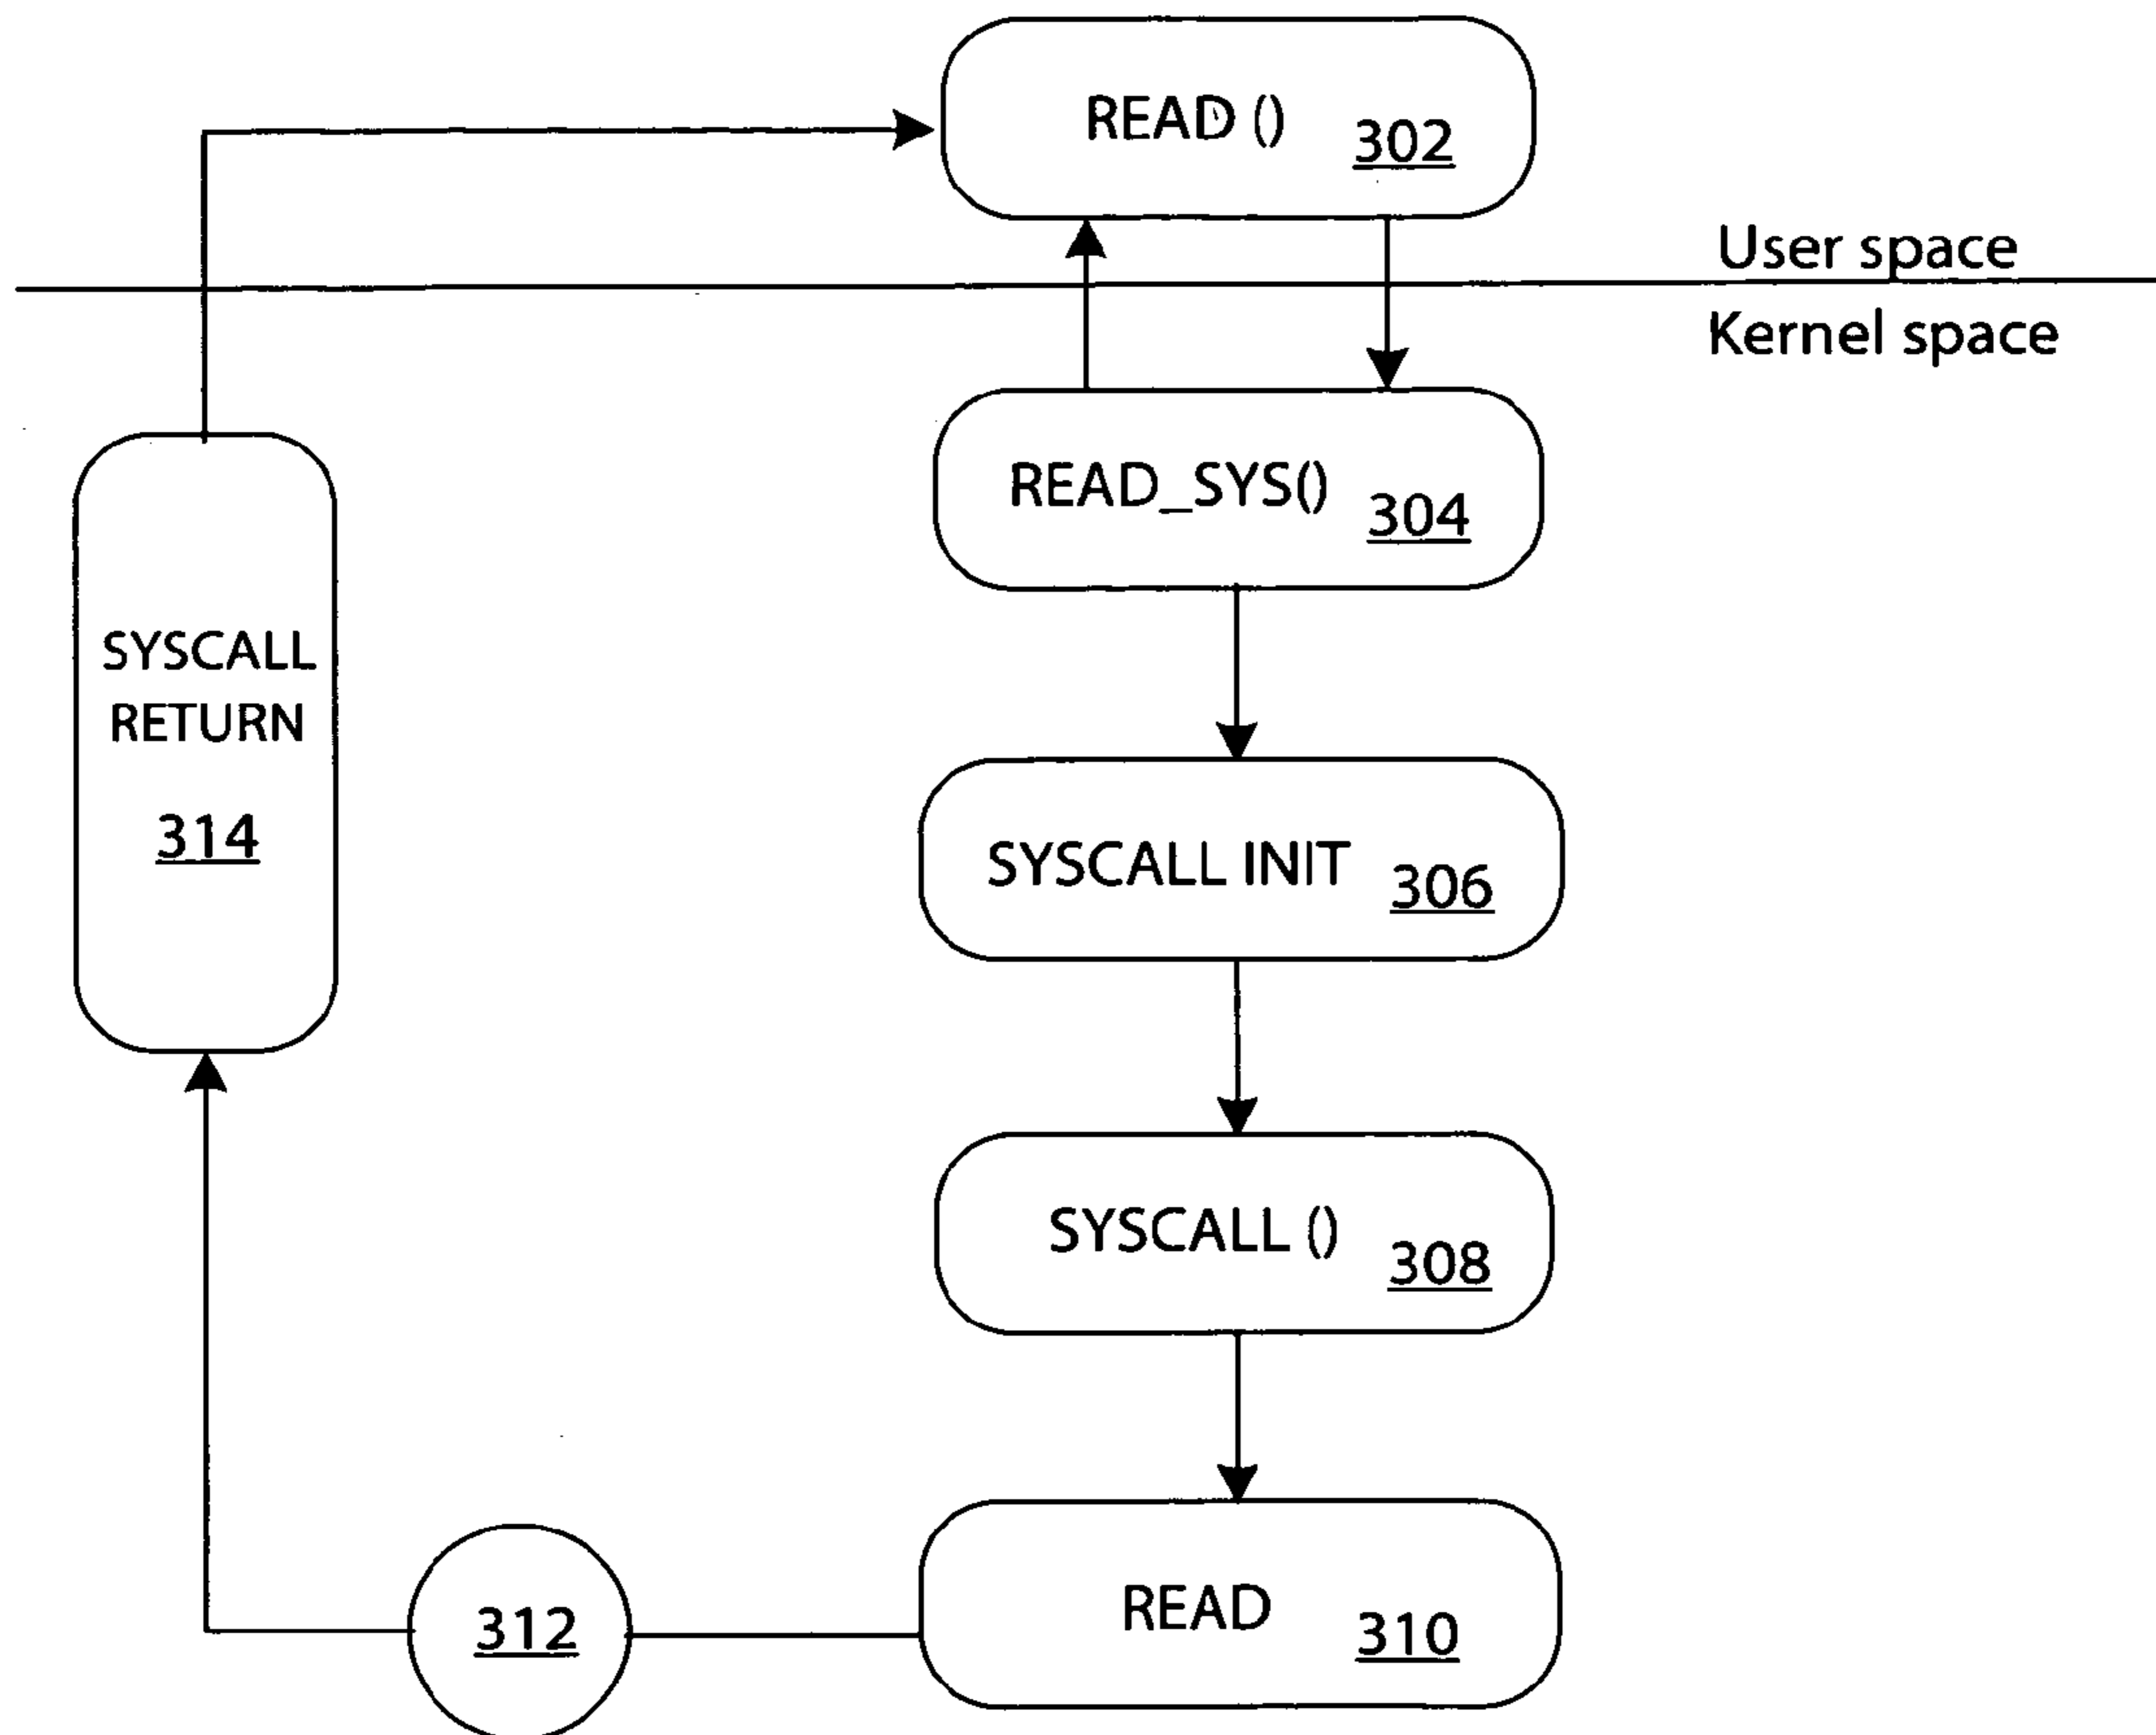 READ () 302
User space
Kernel space
READ_SYS() 304
SYSCALL
RETURN
314
SYSCALL INIT 306
SYSCALL () 308
READ 310
312